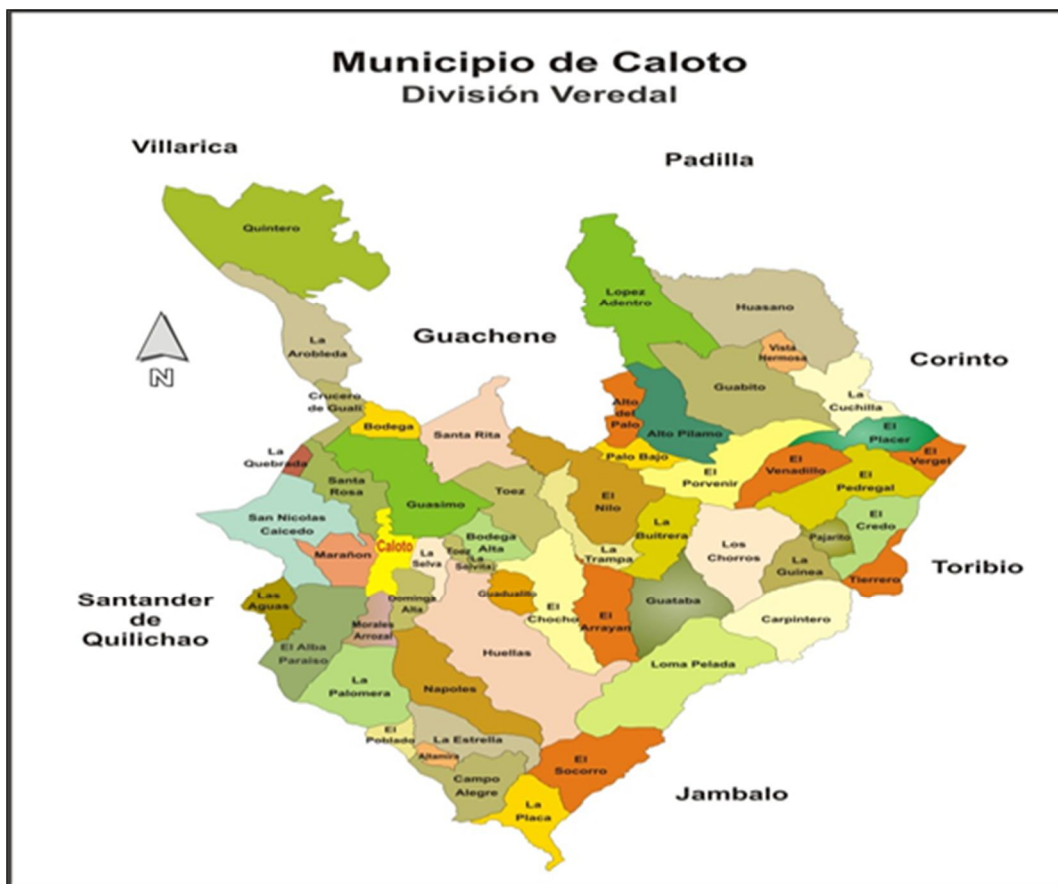 Municipio de Caloto
División Veredal
Villarica
Padilla
Quintero
Lopez
Adentro
Huasano
Guachene
La
Arobleda
Vista
Hermosa
Corinto
N
Guabito
Crucero
de Guali
La
Cuchilla
Alto
del
Palo
Bodega
Santa Rita
Alto Pilamo
El
Placer
La
Quebrada
Palo Bajo
El
Porvenir
El
Venadillo
El
Vergel
Santa
Rosa
Guasimo
Toez
El
Nilo
El
Pedregal
San Nicolas
Caicedo
La
Buitrera
El
Credo
Marañon
Caloto
La
Selva
Toez
La
Selvita
Bodega
Alta
La
Trampa
Los
Chorros
Pajarito
La
Guinea
Tierrero
Toribio
Santander
de
Quilichao
Las
Aguas
Dominga
Alta
Guadualito
El
Chocho
El
Arrayan
Guataba
Carpintero
Morales
Arrozal
El Alba
Paraiso
Huellas
Loma Pelada
La
Palomera
Napoles
El
Poblado
La Estrella
Altamira
El
Socorro
Campo
Alegre
Jambalo
La
Placa